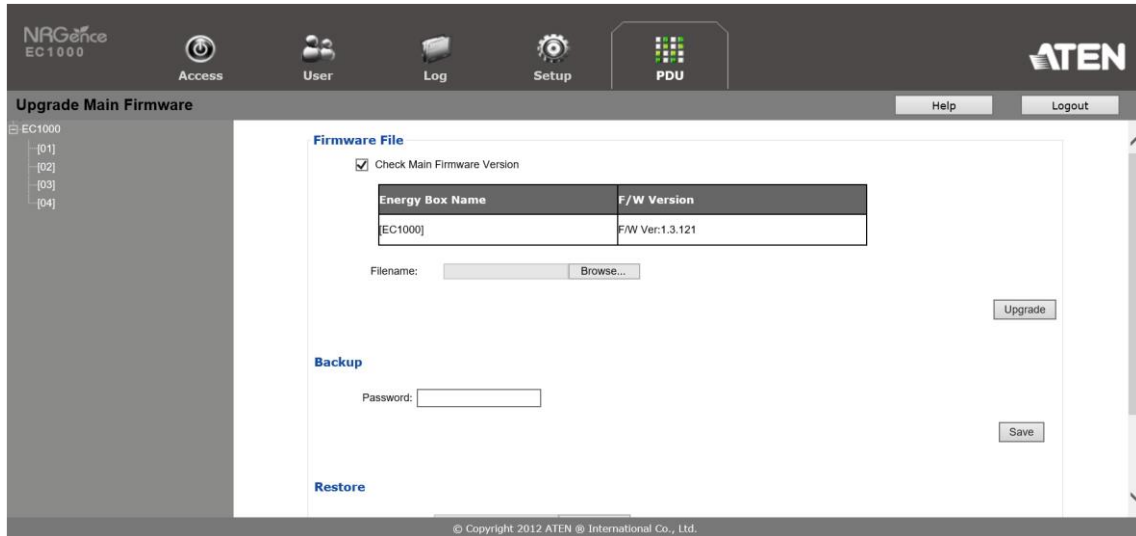 NRGence
EC1000
Access
User
Log
Setup
PDU
ATEN
Upgrade Main Firmware
Help
Logout
EC1000
[01]
[02]
[03]
[04]
Firmware File
Check Main Firmware Version
Energy Box Name
F/W Version
[EC1000]
F/W Ver:1.3.121
Filename:
Browse...
Upgrade
Backup
Password:
Save
Restore
© Copyright 2012 ATEN ® International Co., Ltd.